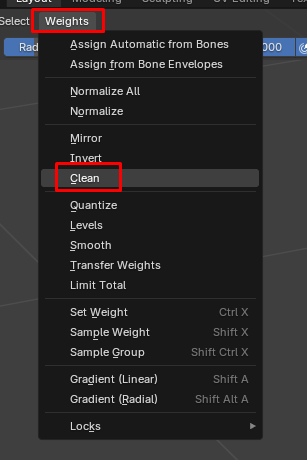 Layout Modeling Sculpting UV Editing
Select Weights
Rad 000
Assign Automatic from Bones
Assign from Bone Envelopes
Normalize All
Normalize
Mirror
Invert
Clean
Quantize
Levels
Smooth
Transfer Weights
Limit Total
Set Weight Ctrl X
Sample Weight Shift X
Sample Group Shift Ctrl X
Gradient (Linear) Shift A
Gradient (Radial) Shift Alt A
Locks